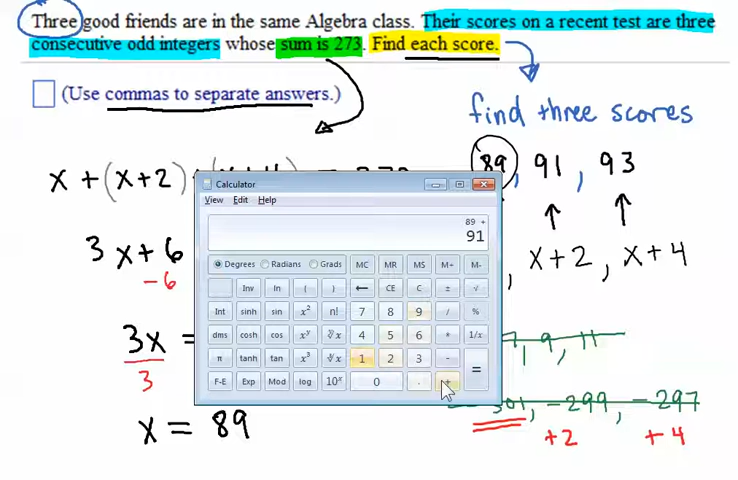 Three good friends are in the same Algebra class. Their scores on a recent test are three
consecutive odd integers whose sum is 273. Find each score.
(Use commas to separate answers.)
find three scores
x + (x+2)
89, 91, 93
3x+6
-6
, x+2, x+4
3x =
3
9, 11
x = 89
-299, -297
+2 +4
Calculator
View Edit Help
89 +
91
Degrees Radians Grads MC MR MS M+ M-
Inv ln ( ) ← CE C ± √
Int sinh sin x² n! 7 8 9 / %
dms cosh cos xʸ ʸ√x 4 5 6 * 1/x
π tanh tan x³ ³√x 1 2 3 - =
F-E Exp Mod log 10ˣ 0 . +